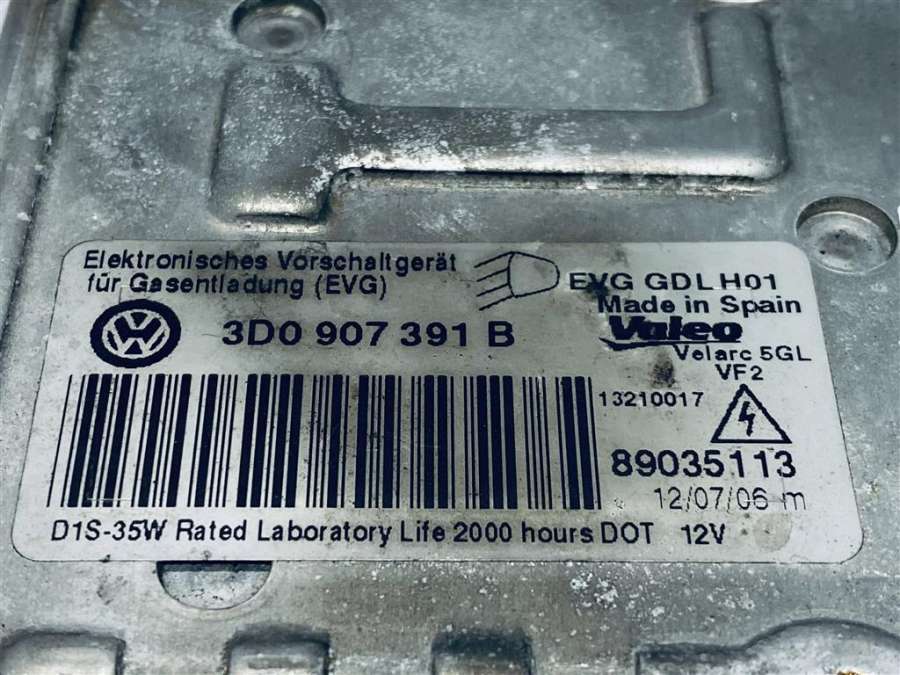 Elektronisches Vorschaltgerät
für Gasentladung (EVG)
EVG GDL H01
Made in Spain
3D0 907 391 B
Valeo
Velarc 5GL
VF2
13210017
89035113
12/07/06 m
D1S-35W Rated Laboratory Life 2000 hours DOT 12V